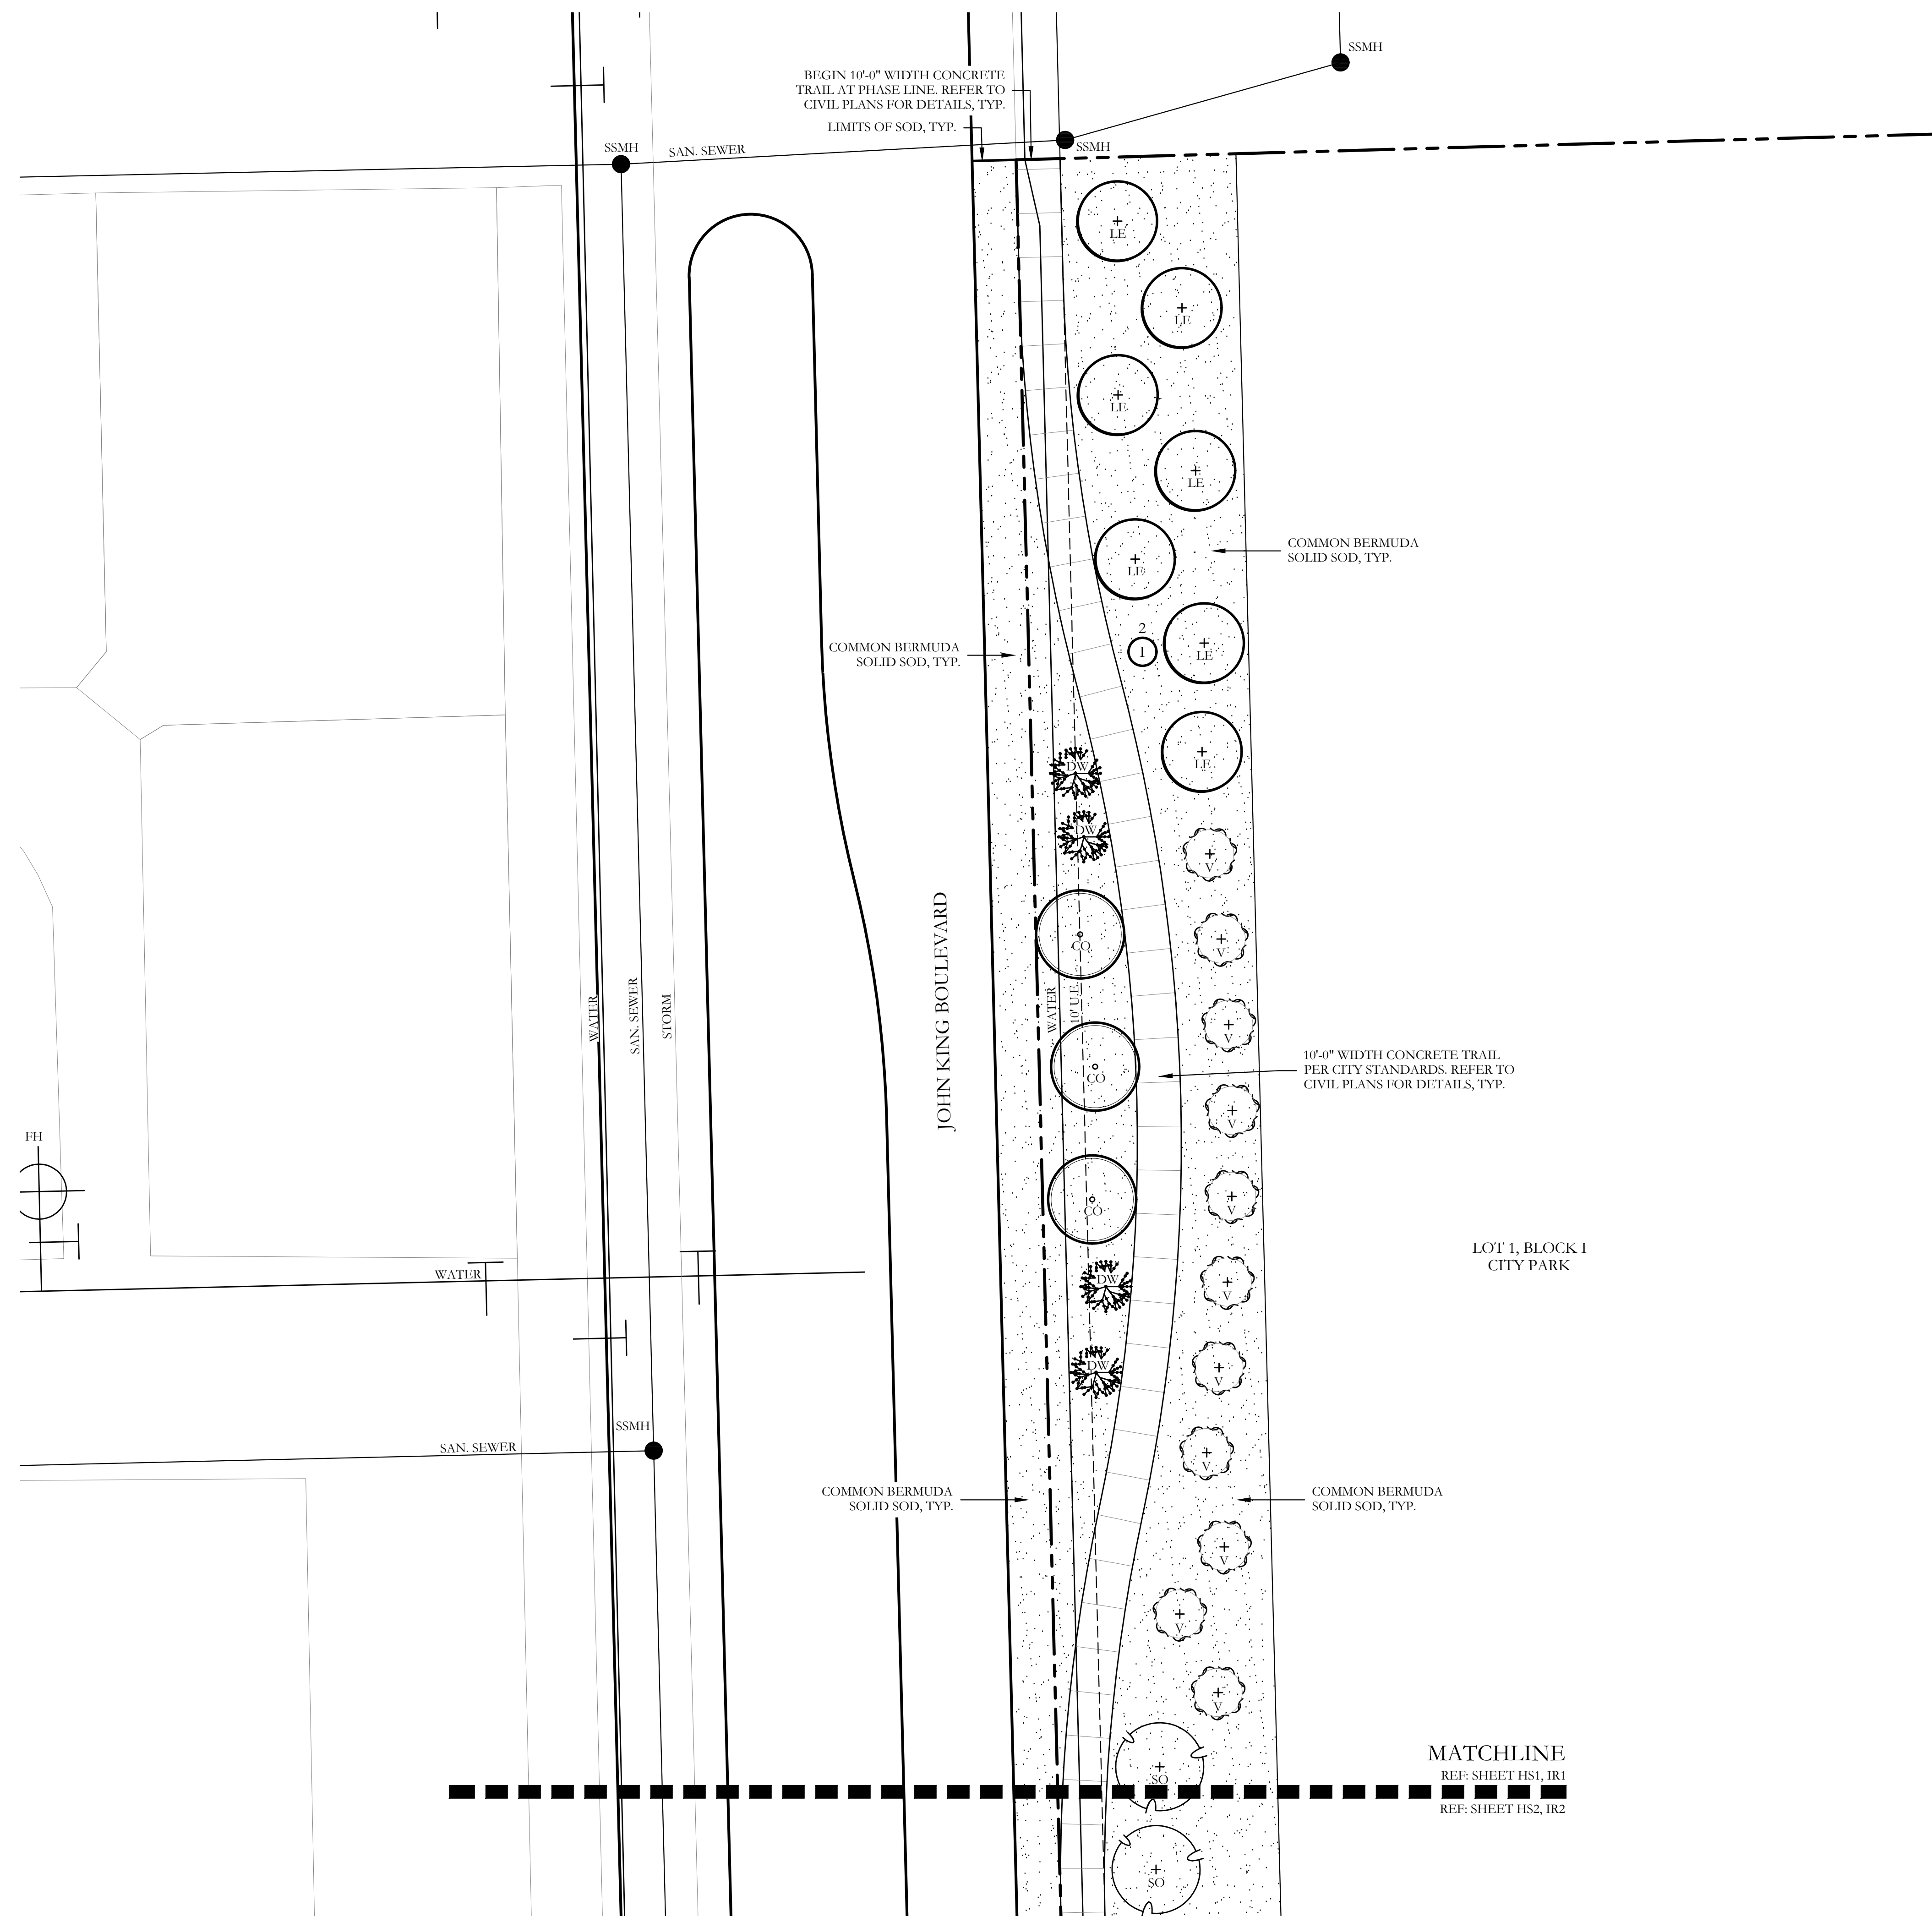 SSMH
BEGIN 10'-0" WIDTH CONCRETE
TRAIL AT PHASE LINE. REFER TO
CIVIL PLANS FOR DETAILS, TYP.
LIMITS OF SOD, TYP.
SSMH
SAN. SEWER
SSMH
LE
LE
LE
LE
COMMON BERMUDA
SOLID SOD, TYP.
LE
2
I
LE
COMMON BERMUDA
SOLID SOD, TYP.
LE
DW
DW
V
V
CO
WATER
SAN. SEWER
STORM
JOHN KING BOULEVARD
WATER
10' U.E.
V
CO
10'-0" WIDTH CONCRETE TRAIL
PER CITY STANDARDS. REFER TO
CIVIL PLANS FOR DETAILS, TYP.
V
FH
CO
V
LOT 1, BLOCK I
CITY PARK
WATER
DW
V
DW
V
SSMH
SAN. SEWER
V
COMMON BERMUDA
SOLID SOD, TYP.
COMMON BERMUDA
SOLID SOD, TYP.
V
V
V
MATCHLINE
REF: SHEET HS1, IR1
SO
REF: SHEET HS2, IR2
SO